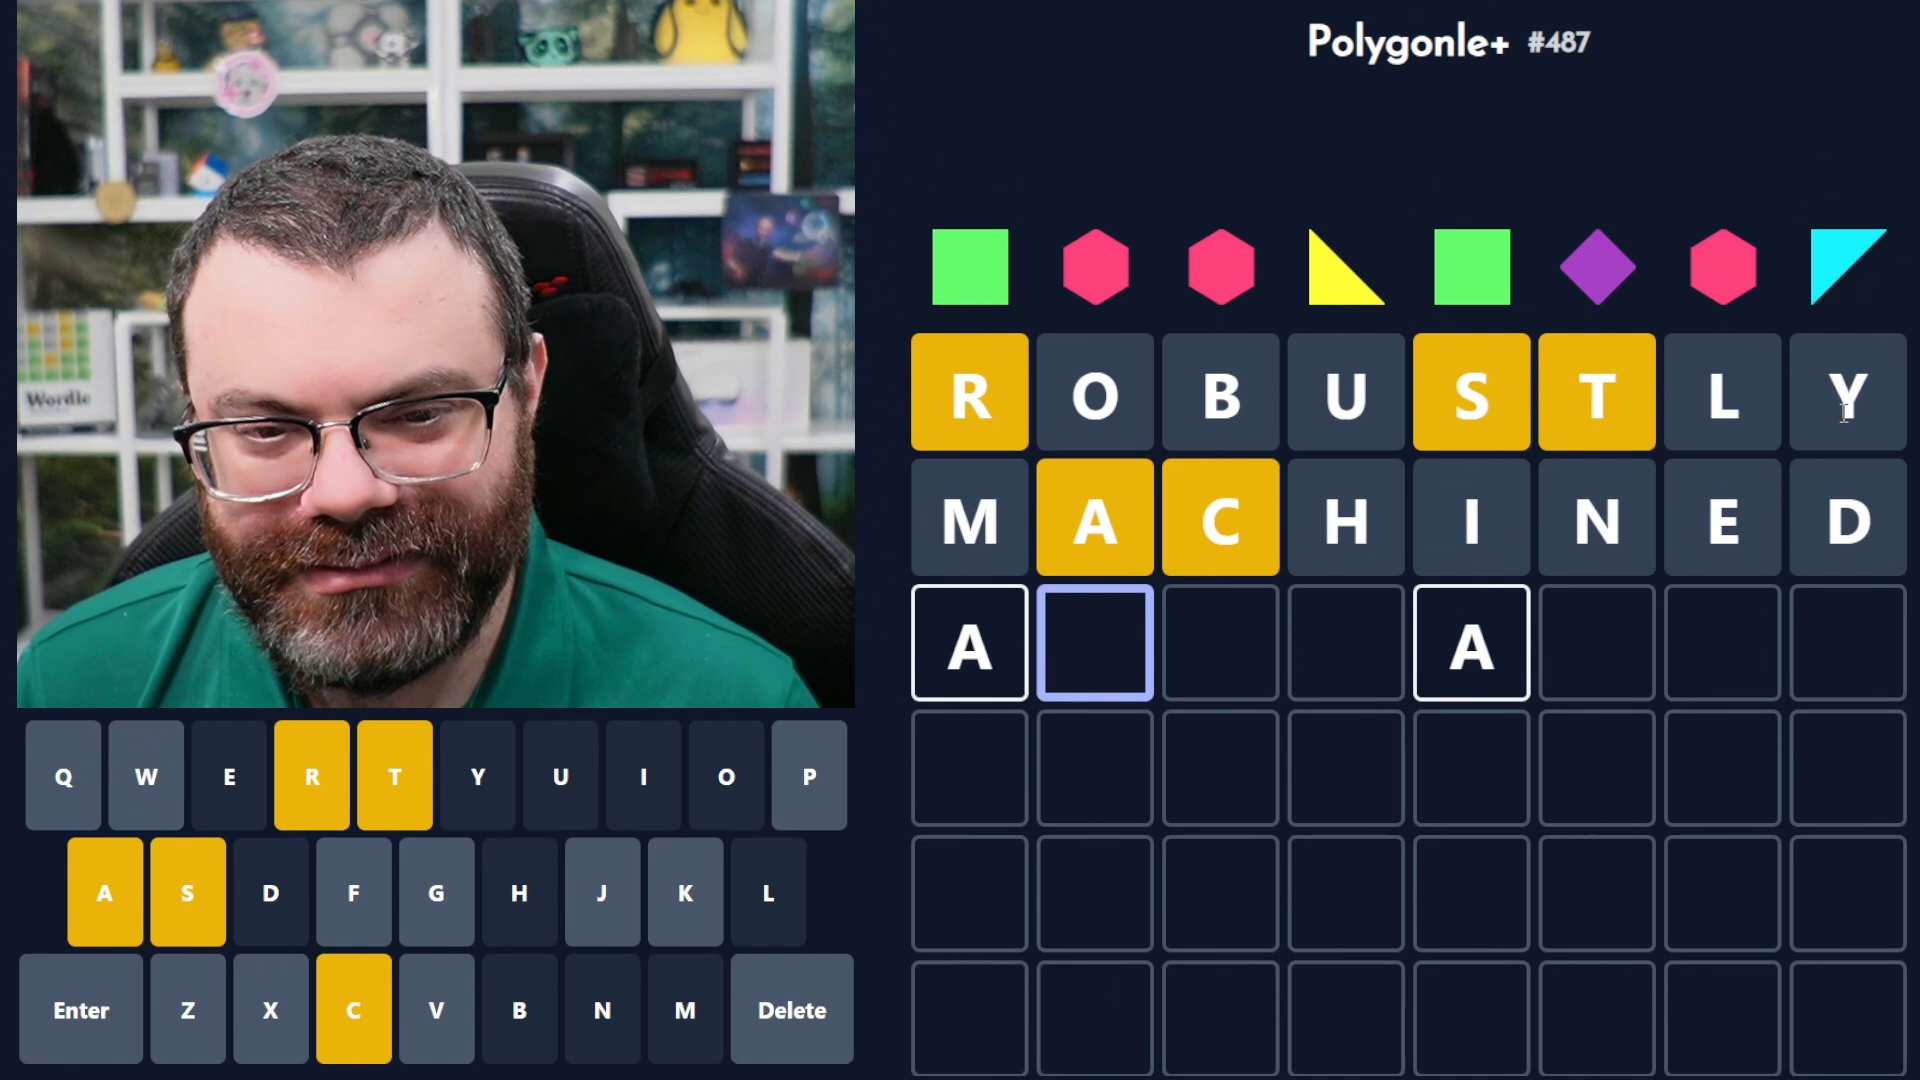 Polygonle+ #487
R O B U S T L Y
M A C H I N E D
A A
Wordle
Q W E R T Y U I O P
A S D F G H J K L
Enter Z X C V B N M Delete